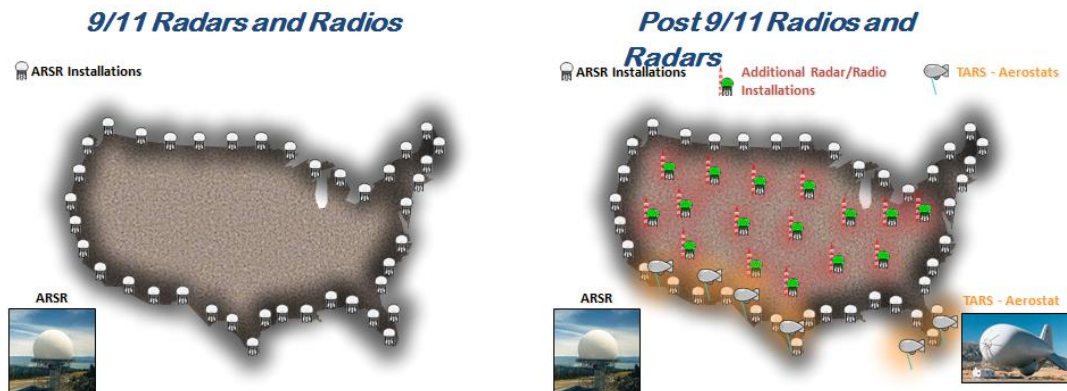 9/11 Radars and Radios
ARSR Installations
ARSR
Post 9/11 Radios and
Radars
ARSR Installations
Additional Radar/Radio
Installations
TARS - Aerostats
ARSR
TARS - Aerostat